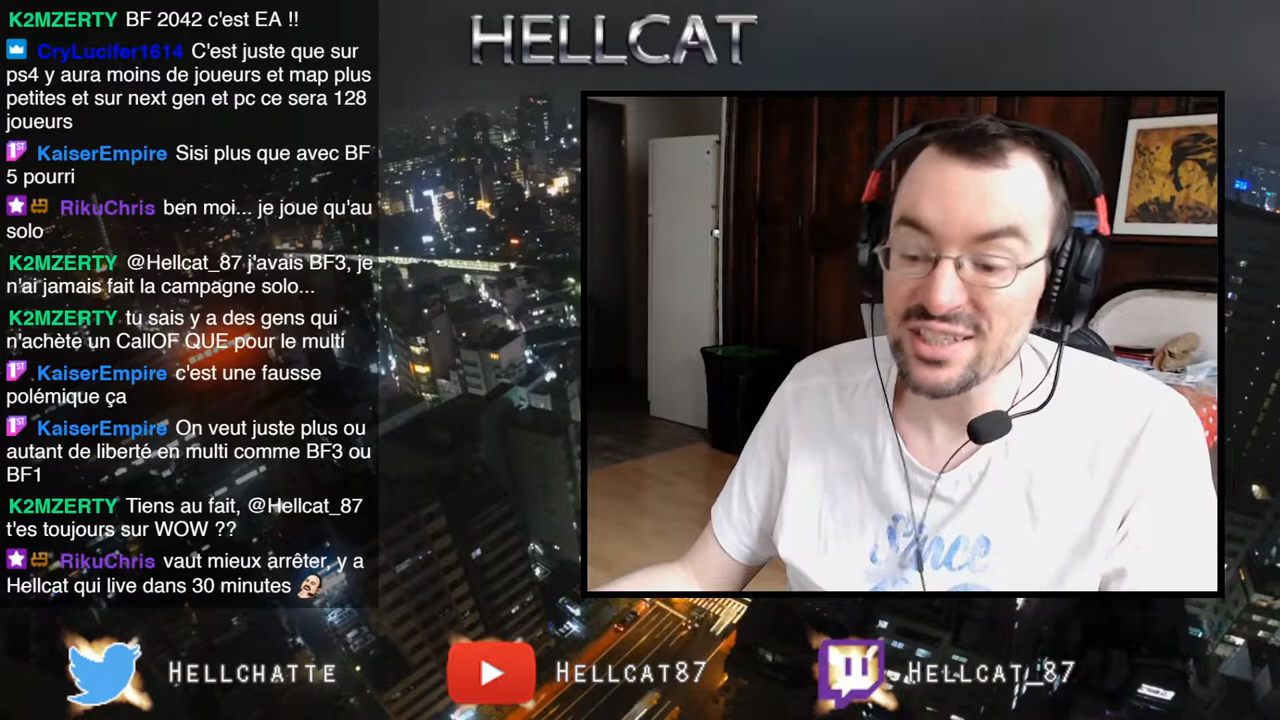 K2MZERTY BF 2042 c'est EA !!
CryLucifer1614 C'est juste que sur
ps4 y aura moins de joueurs et map plus
petites et sur next gen et pc ce sera 128
joueurs
1ST KaiserEmpire Sisi plus que avec BF
5 pourri
RikuChris ben moi... je joue qu'au
solo
K2MZERTY @Hellcat_87 j'avais BF3, je
n'ai jamais fait la campagne solo...
K2MZERTY tu sais y a des gens qui
n'achète un CallOF QUE pour le multi
1ST KaiserEmpire c'est une fausse
polémique ça
1ST KaiserEmpire On veut juste plus ou
autant de liberté en multi comme BF3 ou
BF1
K2MZERTY Tiens au fait, @Hellcat_87
t'es toujours sur WOW ??
RikuChris vaut mieux arrêter, y a
Hellcat qui live dans 30 minutes
HELLCAT
Since
HELLCHATTE
HELLCAT87
HELLCAT_87